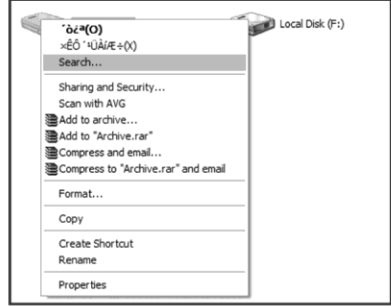 ´ò¿ª(O)
×ÊÔ´¹ÜÀíÆ÷(X)
Search...
Sharing and Security...
Scan with AVG
Add to archive...
Add to "Archive.rar"
Compress and email...
Compress to "Archive.rar" and email
Format...
Copy
Create Shortcut
Rename
Properties
Local Disk (F:)